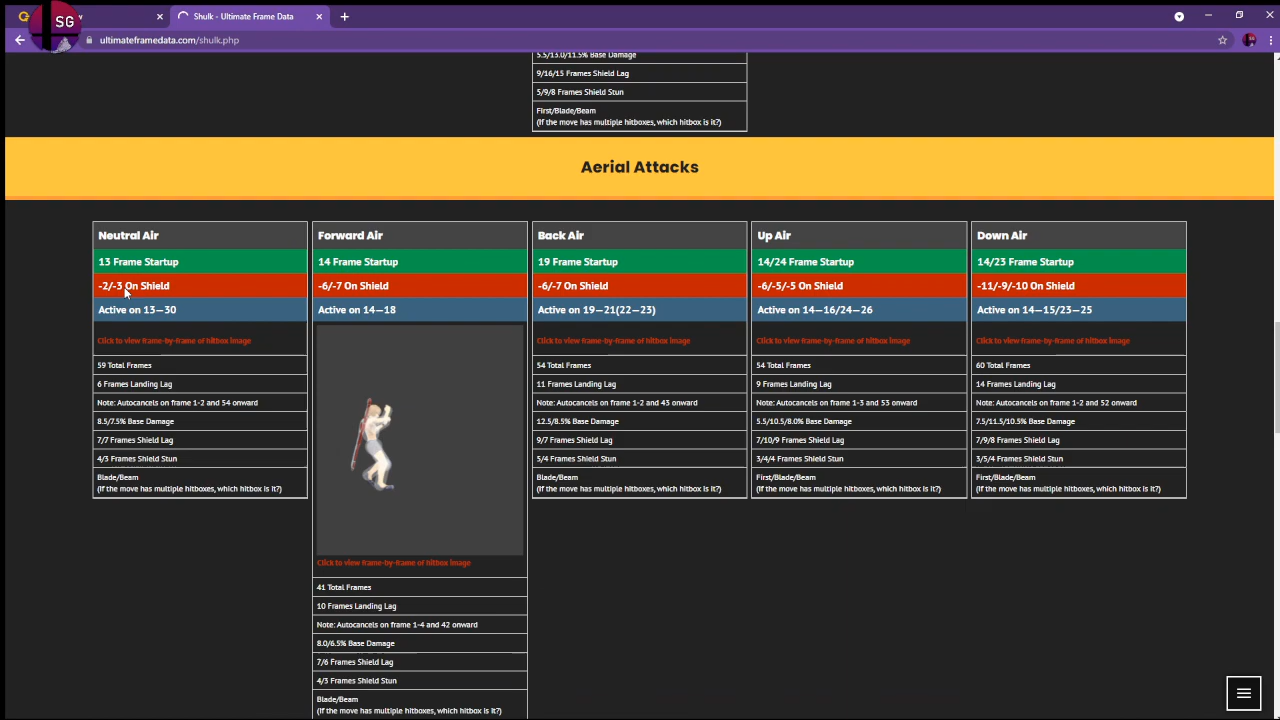 SG
Shulk - Ultimate Frame Data
ultimateframedata.com/shulk.php
5.5/13.0/11.5% Base Damage
9/16/15 Frames Shield Lag
5/9/8 Frames Shield Stun
First/Blade/Beam
(If the move has multiple hitboxes, which hitbox is it?)
Aerial Attacks
Neutral Air
13 Frame Startup
-2/-3 On Shield
Active on 13—30
Click to view frame-by-frame of hitbox image
59 Total Frames
6 Frames Landing Lag
Note: Autocancels on frame 1-2 and 54 onward
8.5/7.5% Base Damage
7/7 Frames Shield Lag
4/3 Frames Shield Stun
Blade/Beam
(If the move has multiple hitboxes, which hitbox is it?)
Forward Air
14 Frame Startup
-6/-7 On Shield
Active on 14—18
Click to view frame-by-frame of hitbox image
41 Total Frames
10 Frames Landing Lag
Note: Autocancels on frame 1-4 and 42 onward
8.0/6.5% Base Damage
7/6 Frames Shield Lag
4/3 Frames Shield Stun
Blade/Beam
(If the move has multiple hitboxes, which hitbox is it?)
Back Air
19 Frame Startup
-6/-7 On Shield
Active on 19—21(22—23)
Click to view frame-by-frame of hitbox image
54 Total Frames
11 Frames Landing Lag
Note: Autocancels on frame 1-2 and 43 onward
12.5/8.5% Base Damage
9/7 Frames Shield Lag
5/4 Frames Shield Stun
Blade/Beam
(If the move has multiple hitboxes, which hitbox is it?)
Up Air
14/24 Frame Startup
-6/-5/-5 On Shield
Active on 14—16/24—26
Click to view frame-by-frame of hitbox image
54 Total Frames
9 Frames Landing Lag
Note: Autocancels on frame 1-3 and 53 onward
5.5/10.5/8.0% Base Damage
7/10/9 Frames Shield Lag
3/4/4 Frames Shield Stun
First/Blade/Beam
(If the move has multiple hitboxes, which hitbox is it?)
Down Air
14/23 Frame Startup
-11/-9/-10 On Shield
Active on 14—15/23—25
Click to view frame-by-frame of hitbox image
60 Total Frames
14 Frames Landing Lag
Note: Autocancels on frame 1-2 and 52 onward
7.5/11.5/10.5% Base Damage
7/9/8 Frames Shield Lag
3/5/4 Frames Shield Stun
First/Blade/Beam
(If the move has multiple hitboxes, which hitbox is it?)